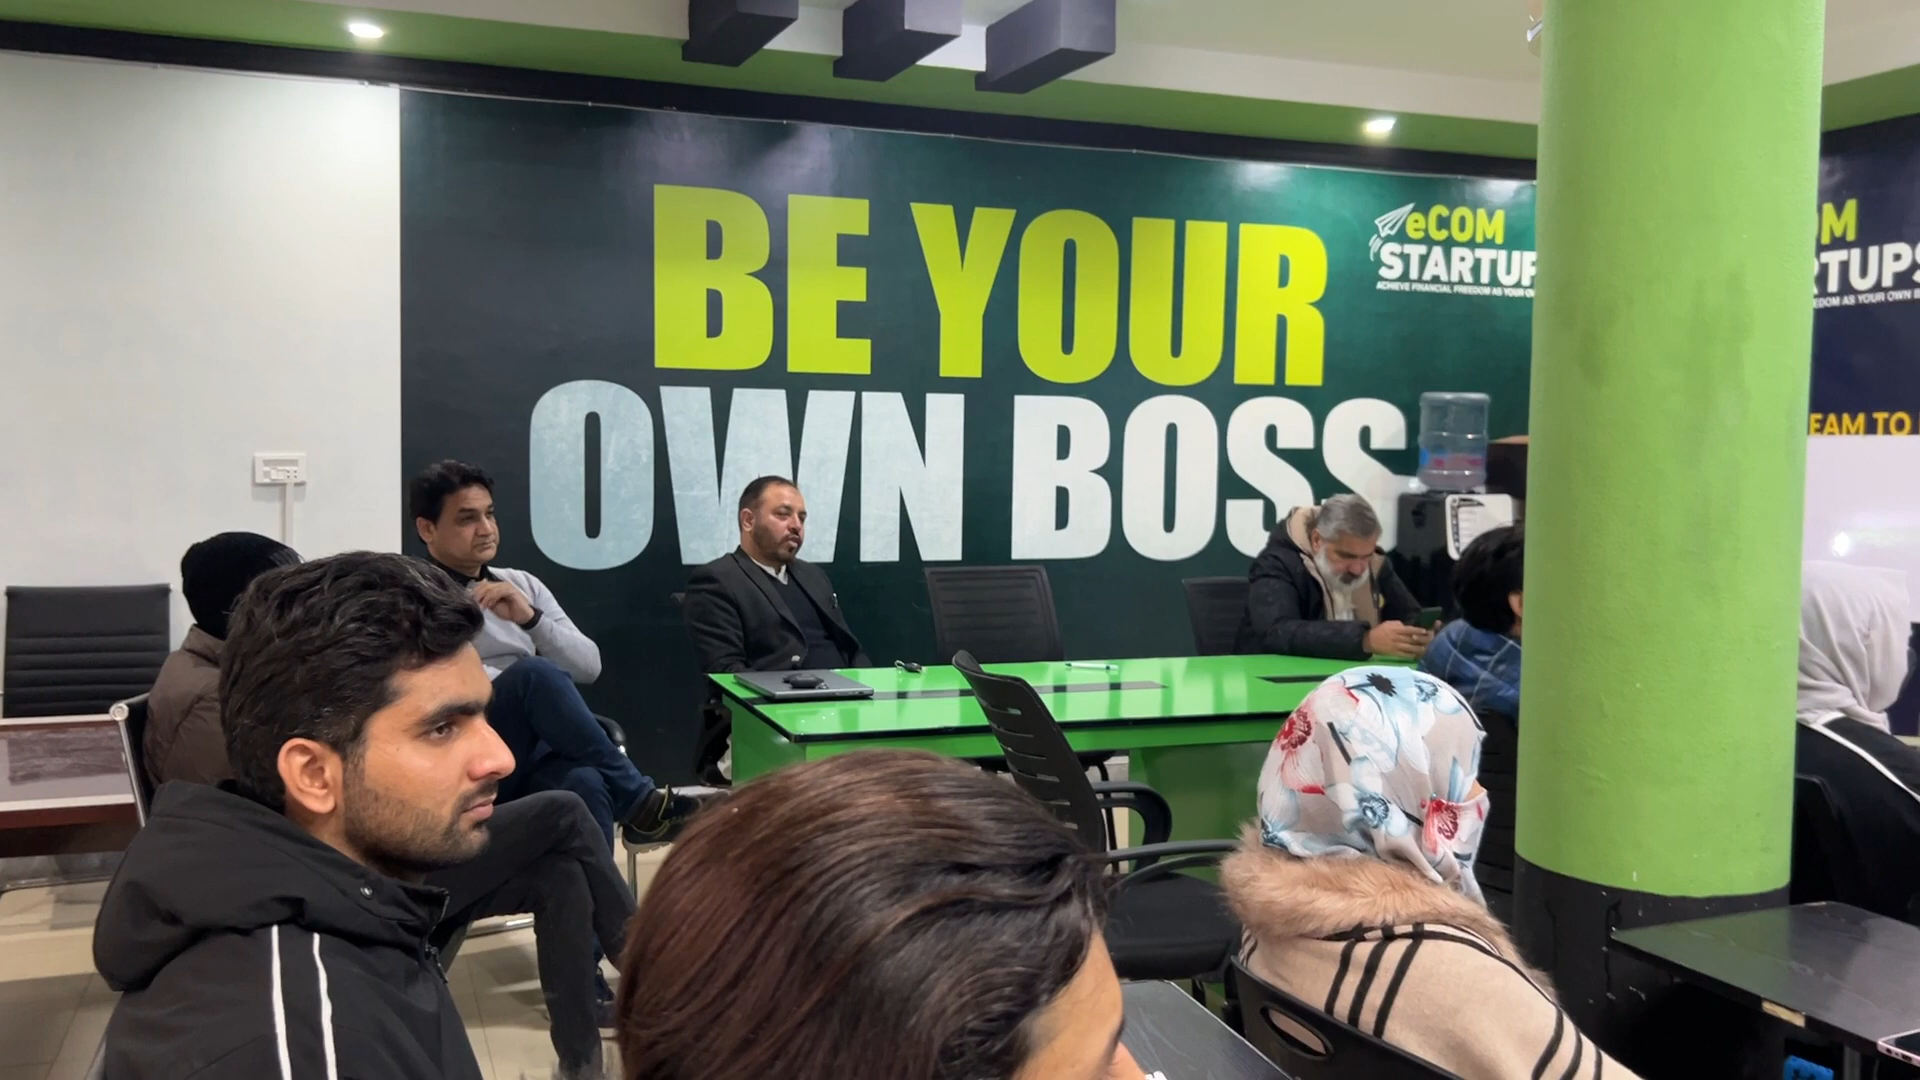 BE YOUR
OWN BOSS
eCOM
STARTUP
ACHIEVE FINANCIAL FREEDOM AS YOUR
OM
RTUPS
EDOM AS YOUR OWN
EAM TO